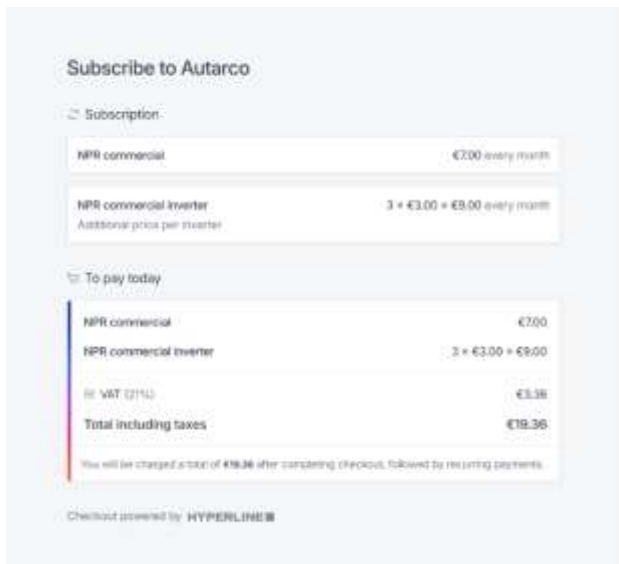 Subscribe to Autarco
Subscription
NPR commercial €7.00 every month
NPR commercial inverter 3 × €3.00 = €9.00 every month
Additional price per inverter
To pay today
NPR commercial €7.00
NPR commercial inverter 3 × €3.00 = €9.00
VAT (21%) €3.36
Total including taxes €19.36
You will be charged a total of €19.36 after completing checkout, followed by recurring payments.
Checkout powered by HYPERLINE